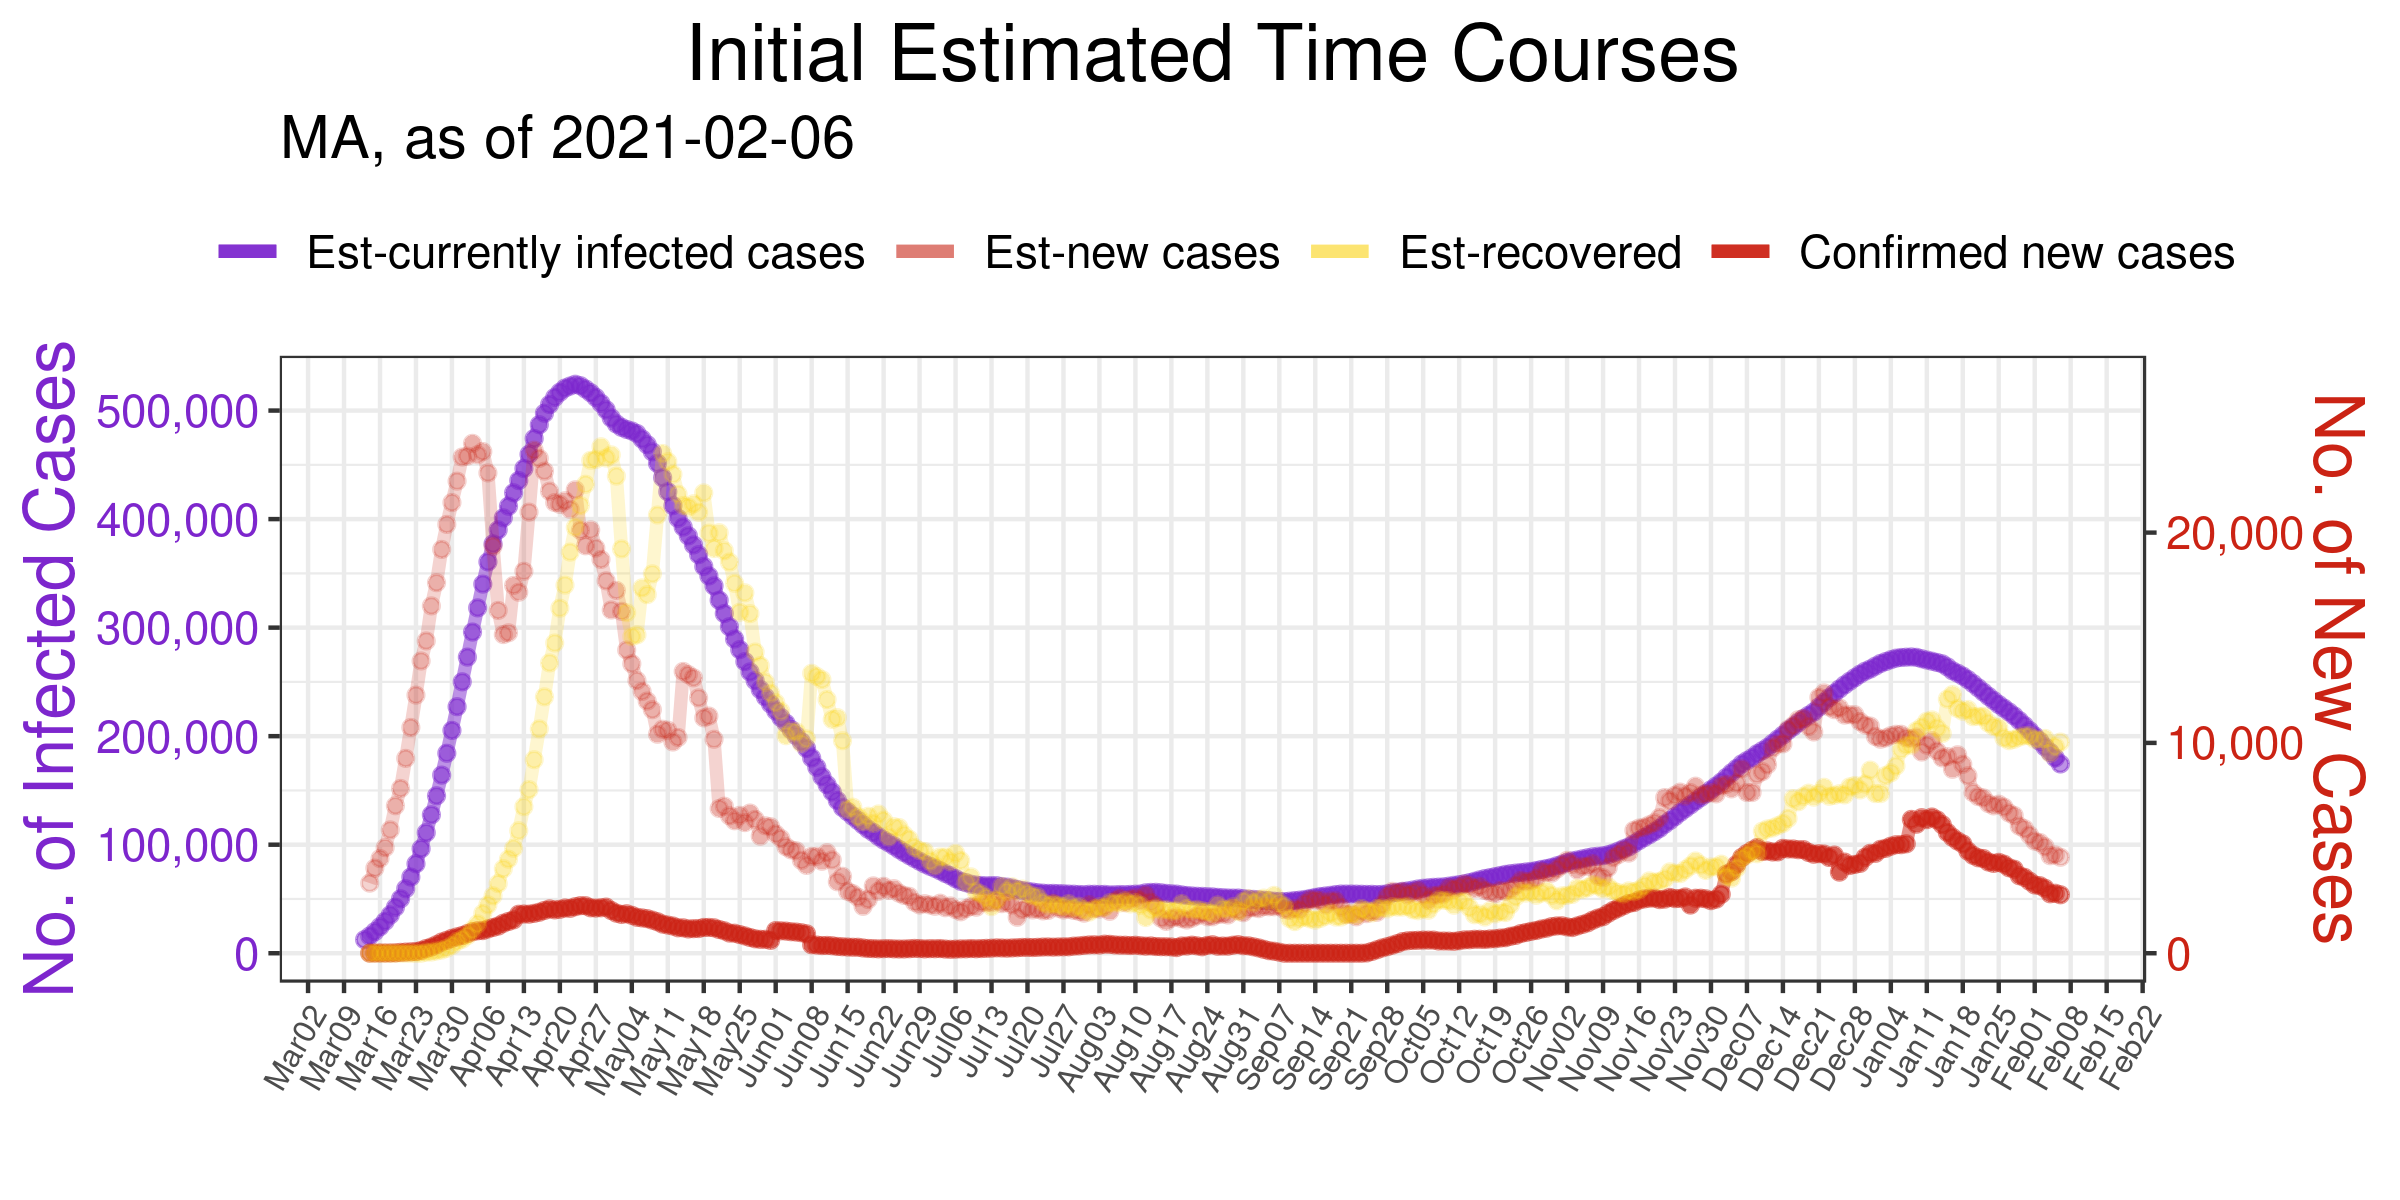 Initial Estimated Time Courses
MA, as of 2021-02-06
Est-currently infected cases Est-new cases Est-recovered Confirmed new cases
No. of Infected Cases
500,000
400,000
300,000
200,000
100,000
0
No. of New Cases
20,000
10,000
0
Mar02 Mar09 Mar16 Mar23 Mar30 Apr06 Apr13 Apr20 Apr27 May04 May11 May18 May25 Jun01 Jun08 Jun15 Jun22 Jun29 Jul06 Jul13 Jul20 Jul27 Aug03 Aug10 Aug17 Aug24 Aug31 Sep07 Sep14 Sep21 Sep28 Oct05 Oct12 Oct19 Oct26 Nov02 Nov09 Nov16 Nov23 Nov30 Dec07 Dec14 Dec21 Dec28 Jan04 Jan11 Jan18 Jan25 Feb01 Feb08 Feb15 Feb22